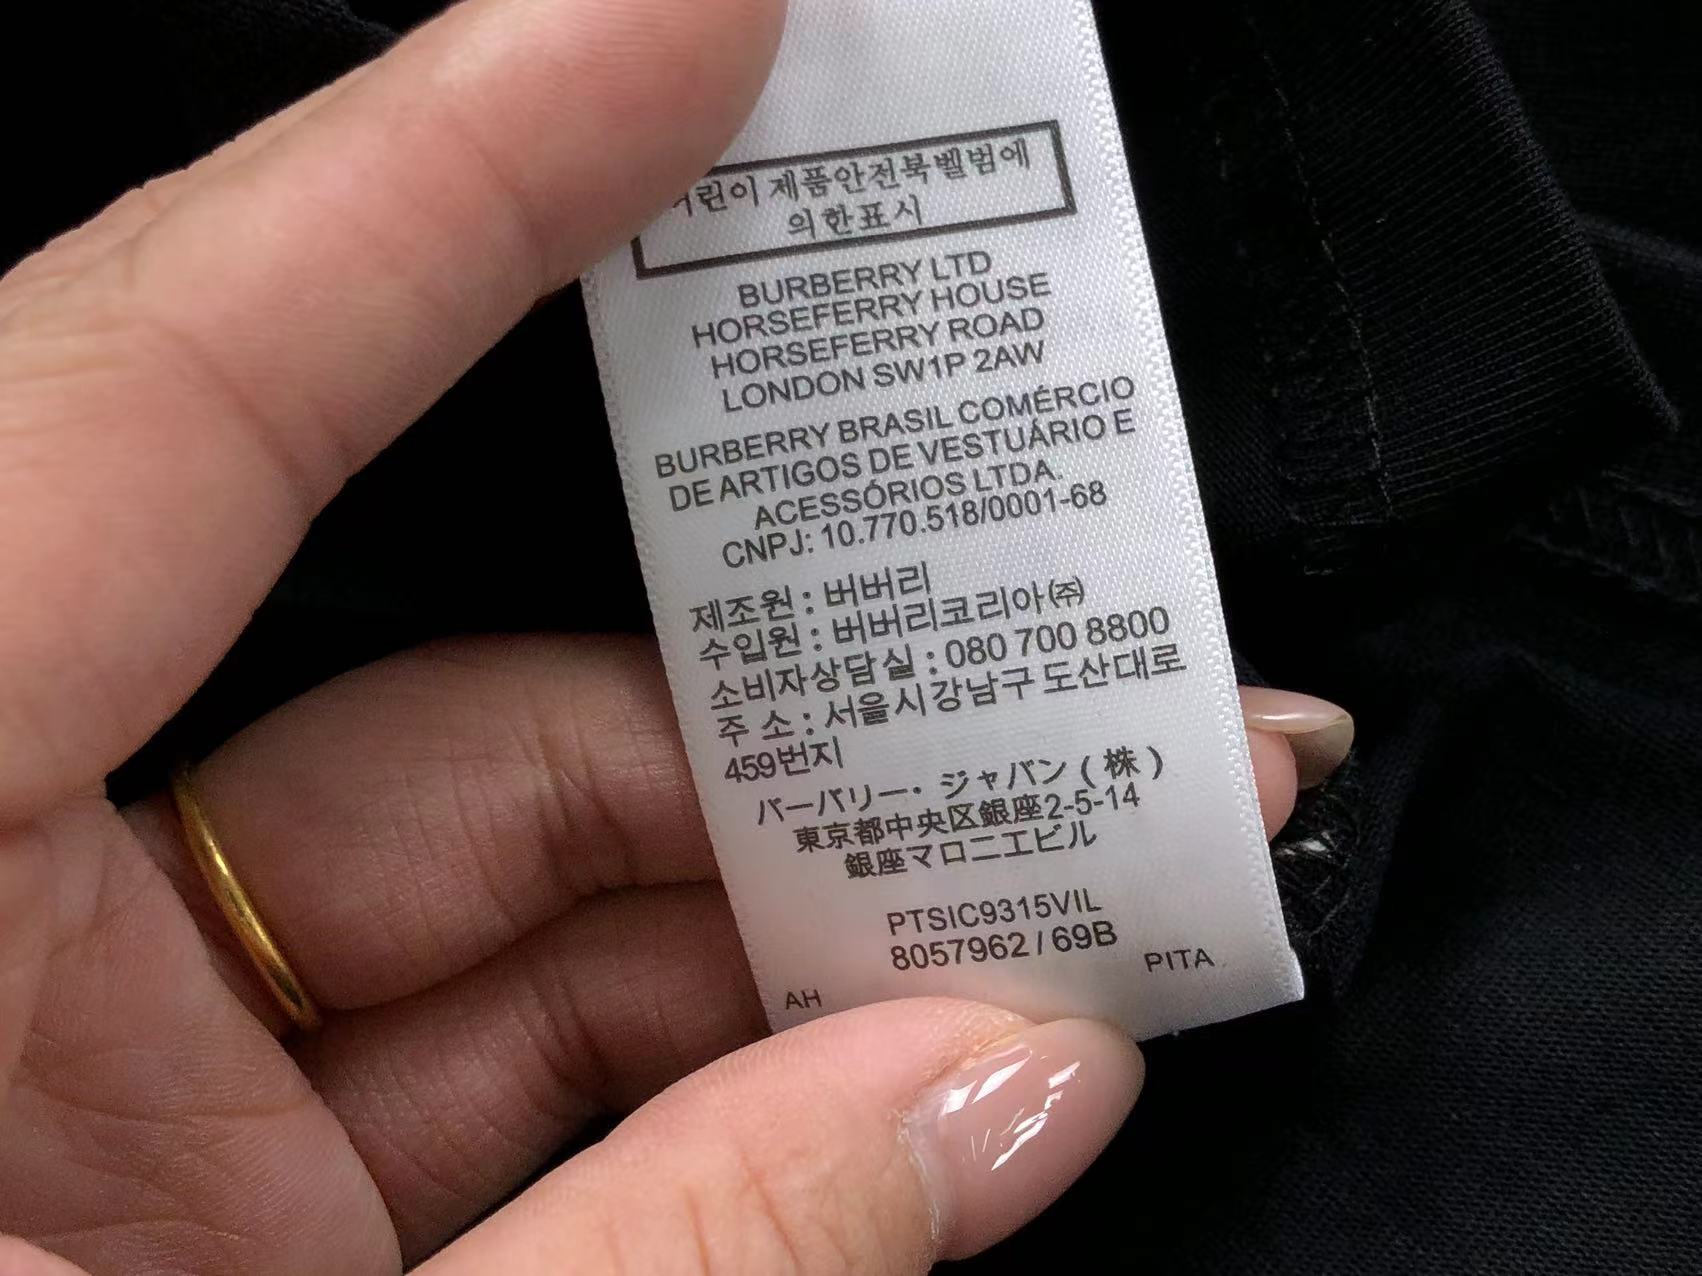 어린이 제품안전북벨범에
의한표시
BURBERRY LTD
HORSEFERRY HOUSE
HORSEFERRY ROAD
LONDON SW1P 2AW
BURBERRY BRASIL COMÉRCIO
DE ARTIGOS DE VESTUÁRIO E
ACESSÓRIOS LTDA.
CNPJ: 10.770.518/0001-68
제조원 : 버버리
수입원 : 버버리코리아㈜
소비자상담실 : 080 700 8800
주 소 : 서울시강남구 도산대로
459번지
バーバリー・ジャパン(株)
東京都中央区銀座2-5-14
銀座マロニエビル
PTSIC9315VIL
8057962 / 69B
PITA
AH